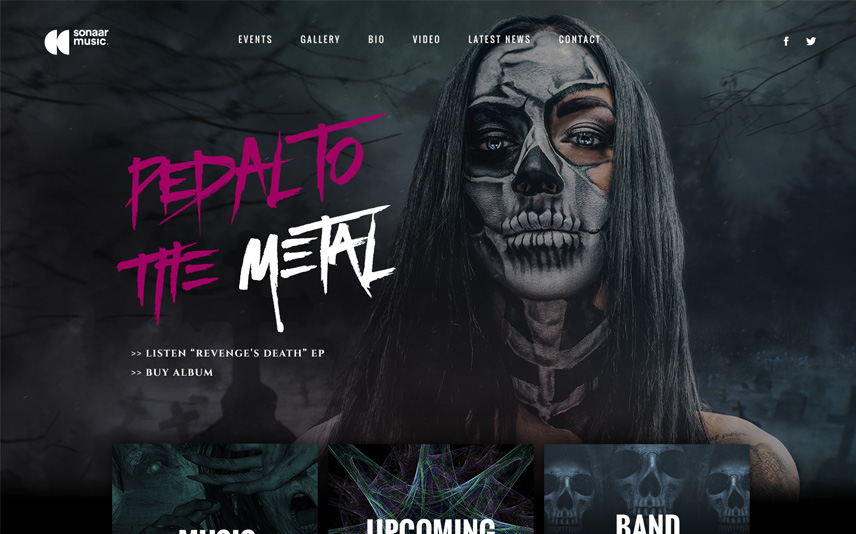 sonaar
music.
EVENTS GALLERY BIO VIDEO LATEST NEWS CONTACT
PEDAL TO
THE METAL
>> LISTEN “REVENGE’S DEATH” EP
>> BUY ALBUM
MUSIC UPCOMING BAND